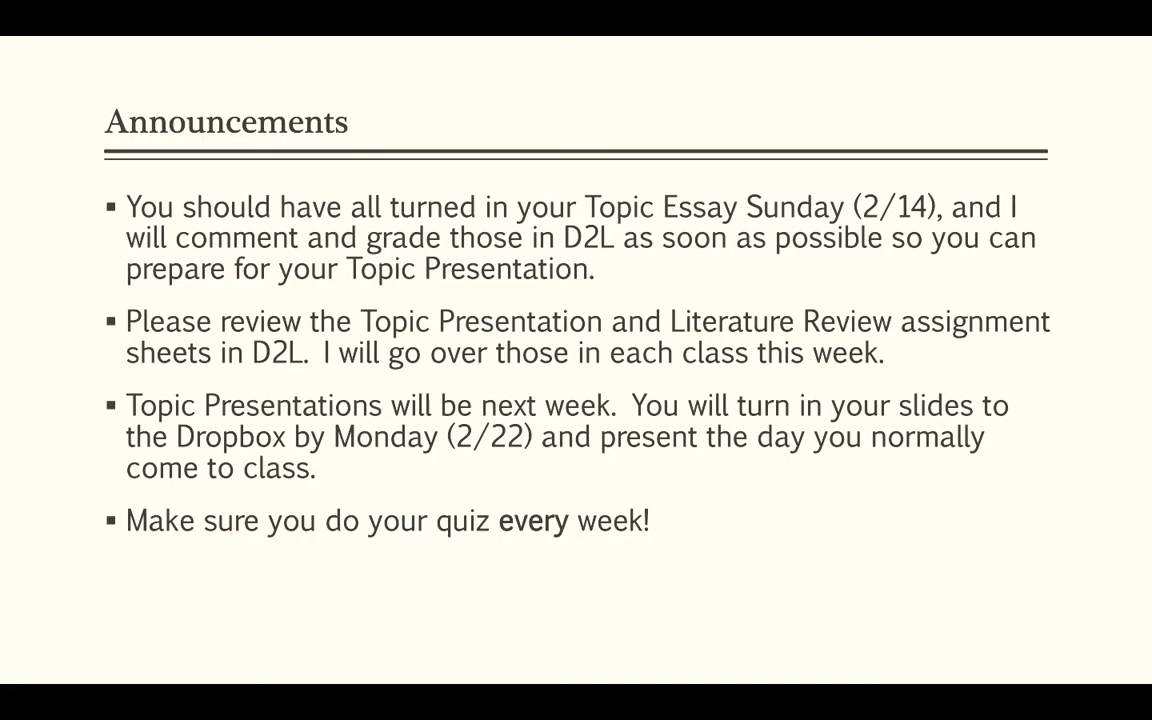 Announcements
▪ You should have all turned in your Topic Essay Sunday (2/14), and I
will comment and grade those in D2L as soon as possible so you can
prepare for your Topic Presentation.
▪ Please review the Topic Presentation and Literature Review assignment
sheets in D2L.  I will go over those in each class this week.
▪ Topic Presentations will be next week.  You will turn in your slides to
the Dropbox by Monday (2/22) and present the day you normally
come to class.
▪ Make sure you do your quiz every week!